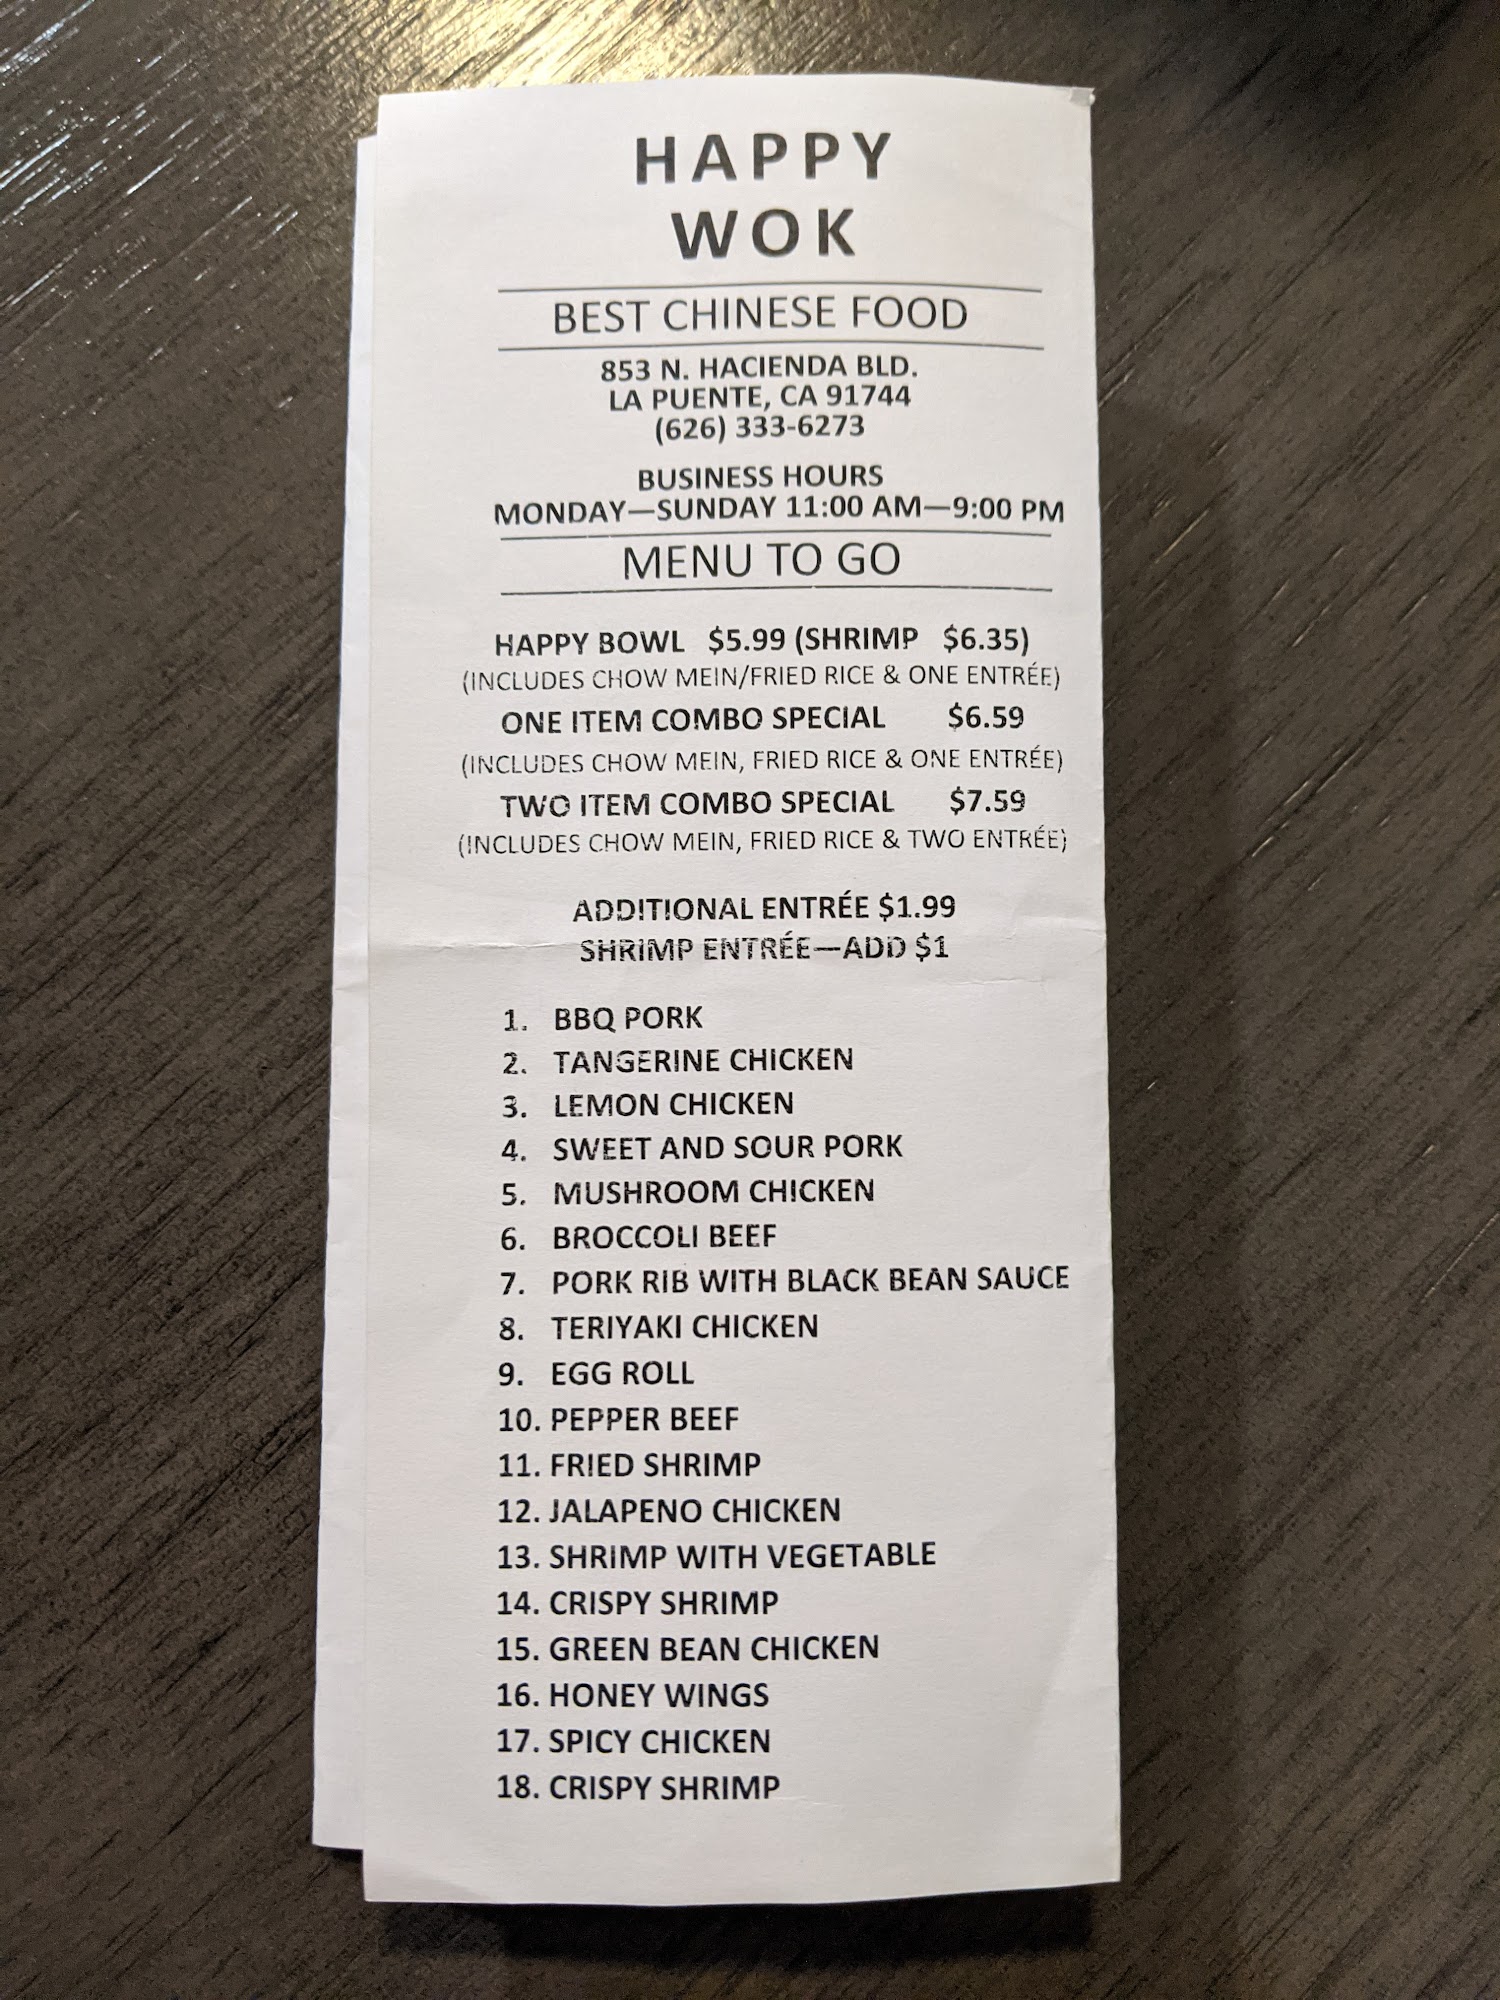 HAPPY
WOK
BEST CHINESE FOOD
853 N. HACIENDA BLD.
LA PUENTE, CA 91744
(626) 333-6273
BUSINESS HOURS
MONDAY—SUNDAY 11:00 AM—9:00 PM
MENU TO GO
HAPPY BOWL $5.99 (SHRIMP $6.35)
(INCLUDES CHOW MEIN/FRIED RICE & ONE ENTRÉE)
ONE ITEM COMBO SPECIAL $6.59
(INCLUDES CHOW MEIN, FRIED RICE & ONE ENTRÉE)
TWO ITEM COMBO SPECIAL $7.59
(INCLUDES CHOW MEIN, FRIED RICE & TWO ENTRÉE)
ADDITIONAL ENTRÉE $1.99
SHRIMP ENTRÉE—ADD $1
1. BBQ PORK
2. TANGERINE CHICKEN
3. LEMON CHICKEN
4. SWEET AND SOUR PORK
5. MUSHROOM CHICKEN
6. BROCCOLI BEEF
7. PORK RIB WITH BLACK BEAN SAUCE
8. TERIYAKI CHICKEN
9. EGG ROLL
10. PEPPER BEEF
11. FRIED SHRIMP
12. JALAPENO CHICKEN
13. SHRIMP WITH VEGETABLE
14. CRISPY SHRIMP
15. GREEN BEAN CHICKEN
16. HONEY WINGS
17. SPICY CHICKEN
18. CRISPY SHRIMP